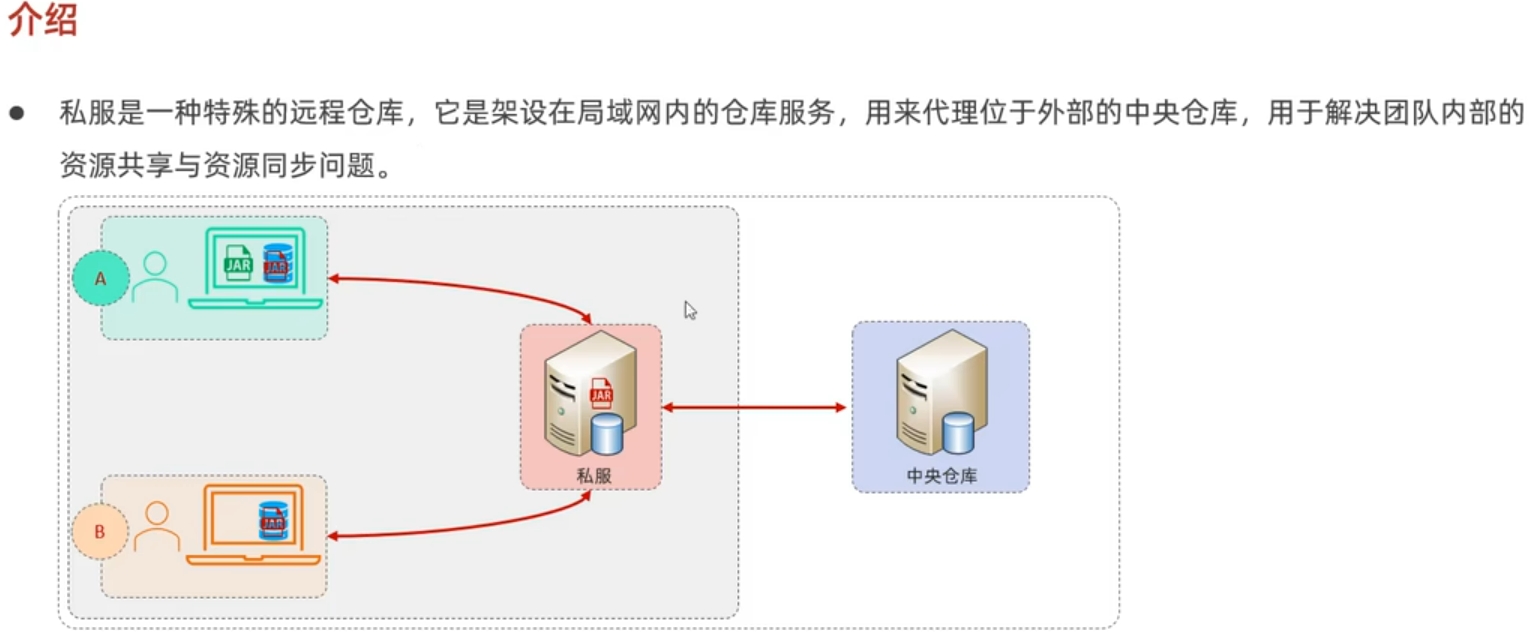 介绍
● 私服是一种特殊的远程仓库，它是架设在局域网内的仓库服务，用来代理位于外部的中央仓库，用于解决团队内部的
资源共享与资源同步问题。
A
JAR
JAR
JAR
私服
中央仓库
B
JAR